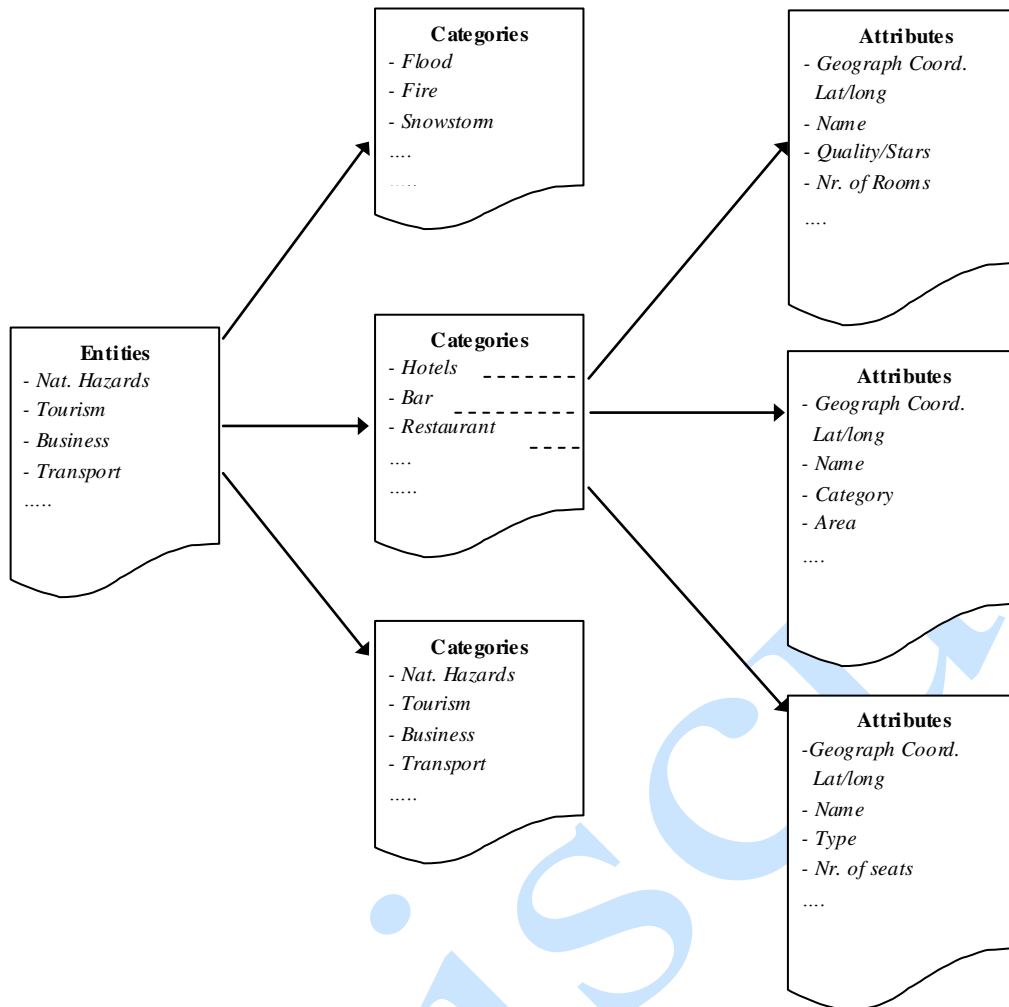 Categories
- Flood
- Fire
- Snowstorm
....
.....
Attributes
- Geograph Coord.
Lat/long
- Name
- Quality/Stars
- Nr. of Rooms
....
Entities
- Nat. Hazards
- Tourism
- Business
- Transport
.....
Categories
- Hotels
- Bar
- Restaurant
....
.....
Attributes
- Geograph Coord.
Lat/long
- Name
- Category
- Area
....
Categories
- Nat. Hazards
- Tourism
- Business
- Transport
.....
Attributes
-Geograph Coord.
Lat/long
- Name
- Type
- Nr. of seats
....